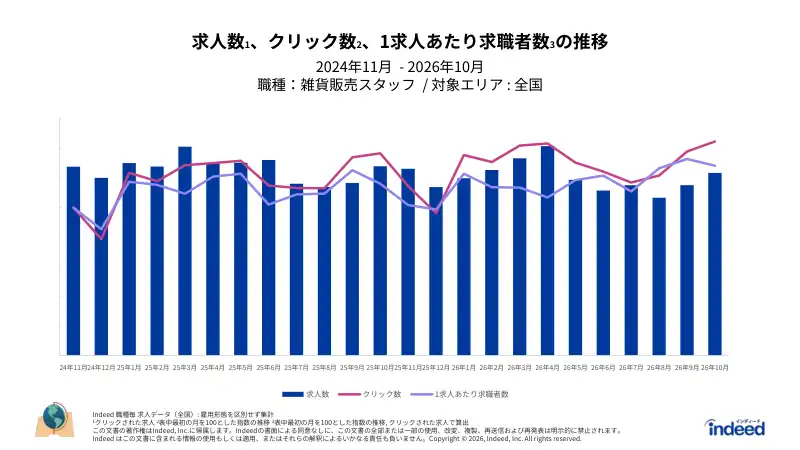 求人数1、クリック数2、1求人あたり求職者数3の推移
2024年11月 - 2026年10月
職種：雑貨販売スタッフ / 対象エリア : 全国
24年11月 24年12月 25年1月 25年2月 25年3月 25年4月 25年5月 25年6月 25年7月 25年8月 25年9月 25年10月 25年11月 25年12月 26年1月 26年2月 26年3月 26年4月 26年5月 26年6月 26年7月 26年8月 26年9月 26年10月
求人数 クリック数 1求人あたり求職者数
Indeed 職種毎 求人データ（全国）: 雇用形態を区別せず集計
¹クリックされた求人 ²表中最初の月を100とした指数の推移 ³表中最初の月を100とした指数の推移, クリックされた求人で算出
この文書の著作権はIndeed, Inc.に帰属します。Indeedの書面による同意なしに、この文書の全部または一部の使用、改変、複製、再送信および再発表は明示的に禁止されます。
Indeed はこの文書に含まれる情報の使用もしくは適用、またはそれらの解釈によるいかなる責任も負いません。Copyright © 2026, Indeed, Inc. All rights reserved.
インディード
indeed